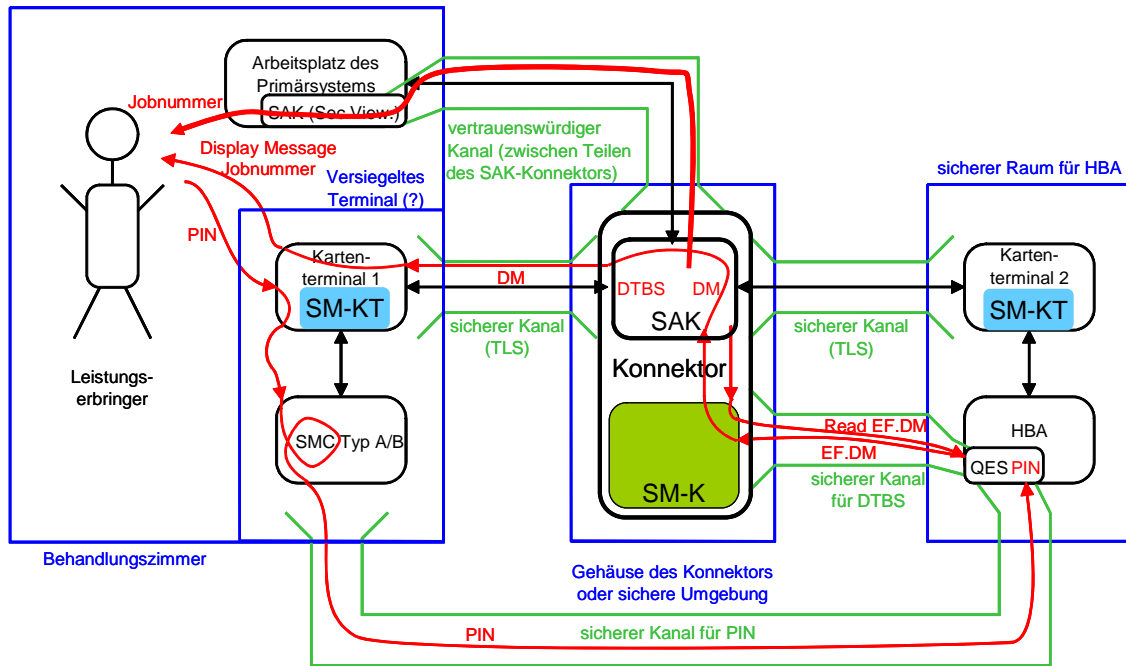 Arbeitsplatz des
Primärsystems
SAK (Sec.View.)
Jobnummer
Display Message
Jobnummer
vertrauenswürdiger
Kanal (zwischen Teilen
des SAK-Konnektors)
Versiegeltes
Terminal (?)
sicherer Raum für HBA
PIN
Karten-
terminal 1
SM-KT
DM
DTBS
DM
SAK
Konnektor
SM-K
Karten-
terminal 2
SM-KT
sicherer Kanal
(TLS)
sicherer Kanal
(TLS)
Leistungs-
erbringer
SMC Typ A/B
Read EF.DM
EF.DM
HBA
QES PIN
sicherer Kanal
für DTBS
Behandlungszimmer
Gehäuse des Konnektors
oder sichere Umgebung
PIN
sicherer Kanal für PIN